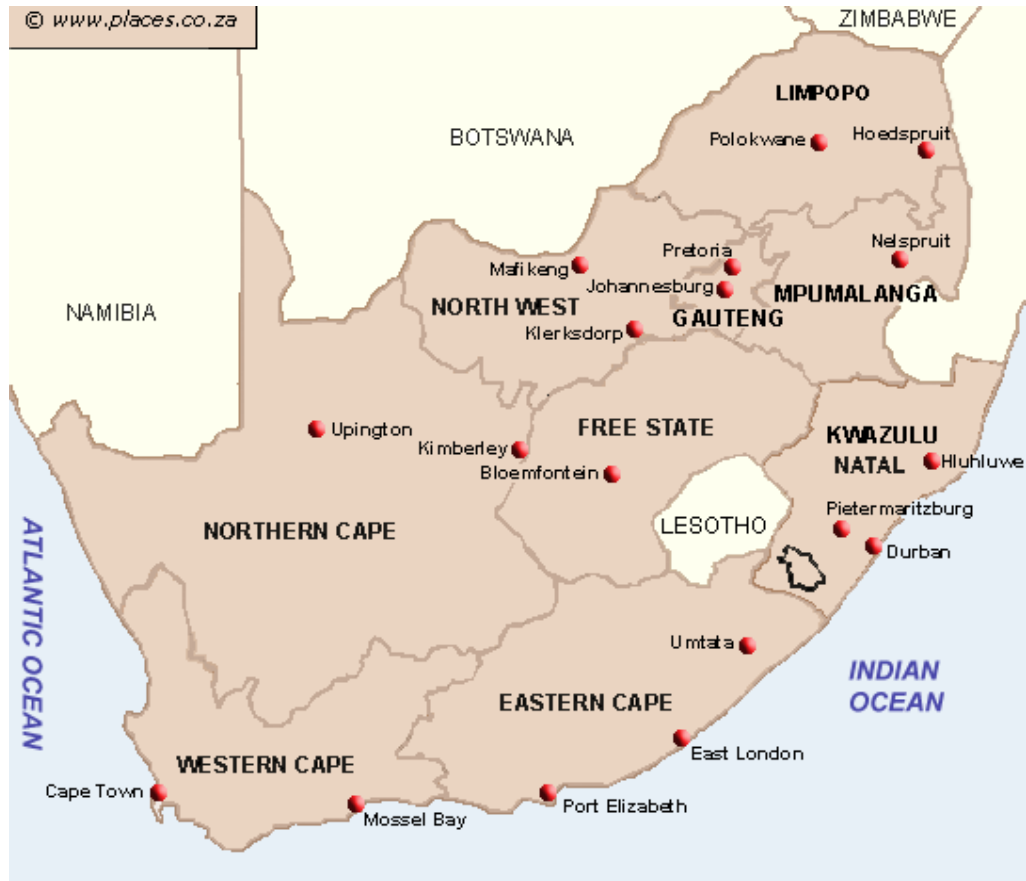 © www.places.co.za
ZIMBABWE
LIMPOPO
BOTSWANA
Polokwane
Hoedspruit
Nelspruit
Pretoria
Mafikeng
Johannesburg
MPUMALANGA
NAMIBIA
NORTH WEST
GAUTENG
Klerksdorp
Upington
FREE STATE
KWAZULU
NATAL
Kimberley
Hluhluwe
Bloemfontein
Pietermaritzburg
NORTHERN CAPE
LESOTHO
Durban
ATLANTIC OCEAN
Umtata
INDIAN
OCEAN
EASTERN CAPE
East London
WESTERN CAPE
Cape Town
Mossel Bay
Port Elizabeth